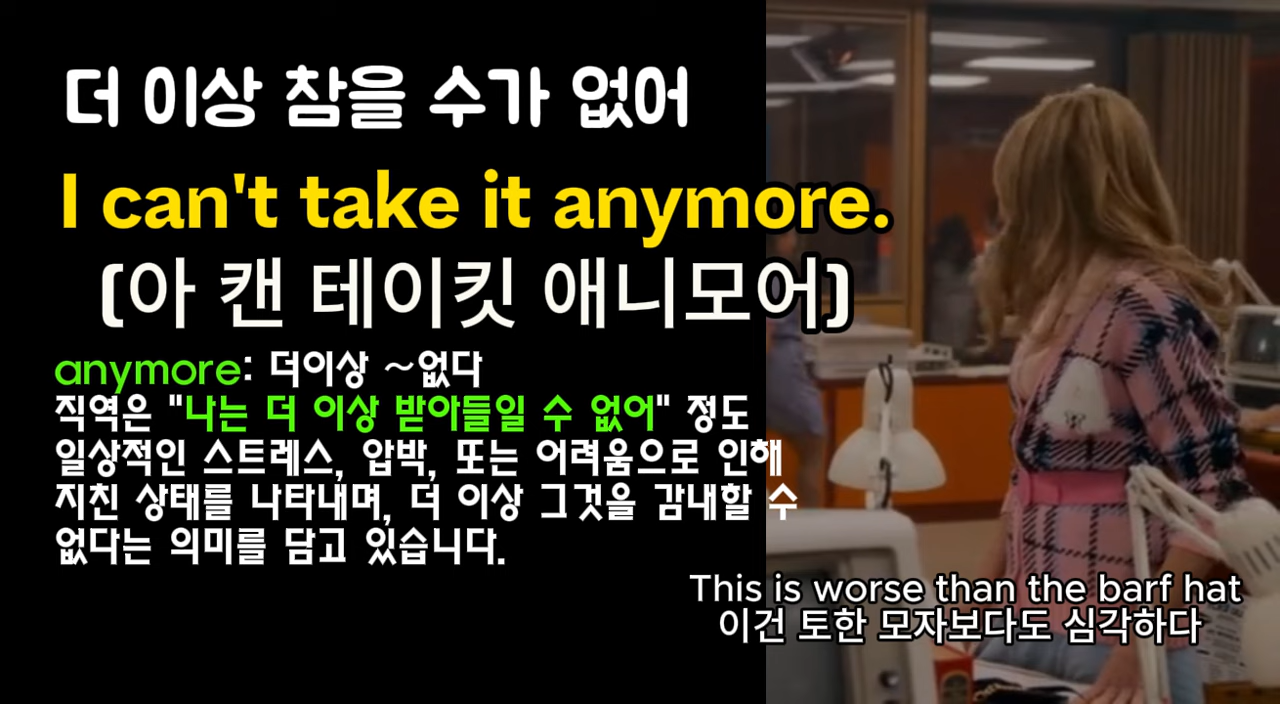 더 이상 참을 수가 없어
I can't take it anymore.
(아 캔 테이킷 애니모어)
anymore: 더이상 ~없다
직역은 "나는 더 이상 받아들일 수 없어" 정도
일상적인 스트레스, 압박, 또는 어려움으로 인해
지친 상태를 나타내며, 더 이상 그것을 감내할 수
없다는 의미를 담고 있습니다.
This is worse than the barf hat
이건 토한 모자보다도 심각하다